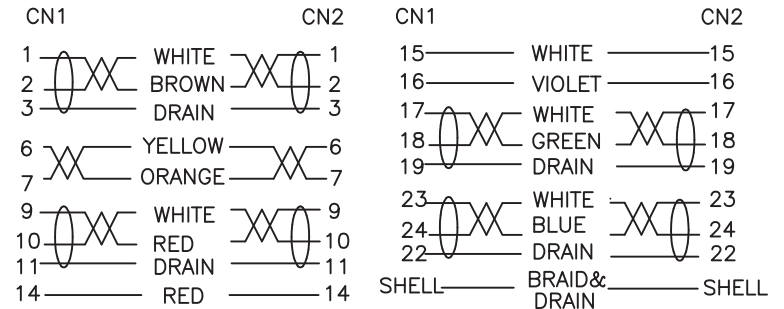 CN1 CN2
1 WHITE 1
2 BROWN 2
3 DRAIN 3
6 YELLOW 6
7 ORANGE 7
9 WHITE 9
10 RED 10
11 DRAIN 11
14 RED 14
CN1 CN2
15 WHITE 15
16 VIOLET 16
17 WHITE 17
18 GREEN 18
19 DRAIN 19
23 WHITE 23
24 BLUE 24
22 DRAIN 22
SHELL BRAID& SHELL
DRAIN